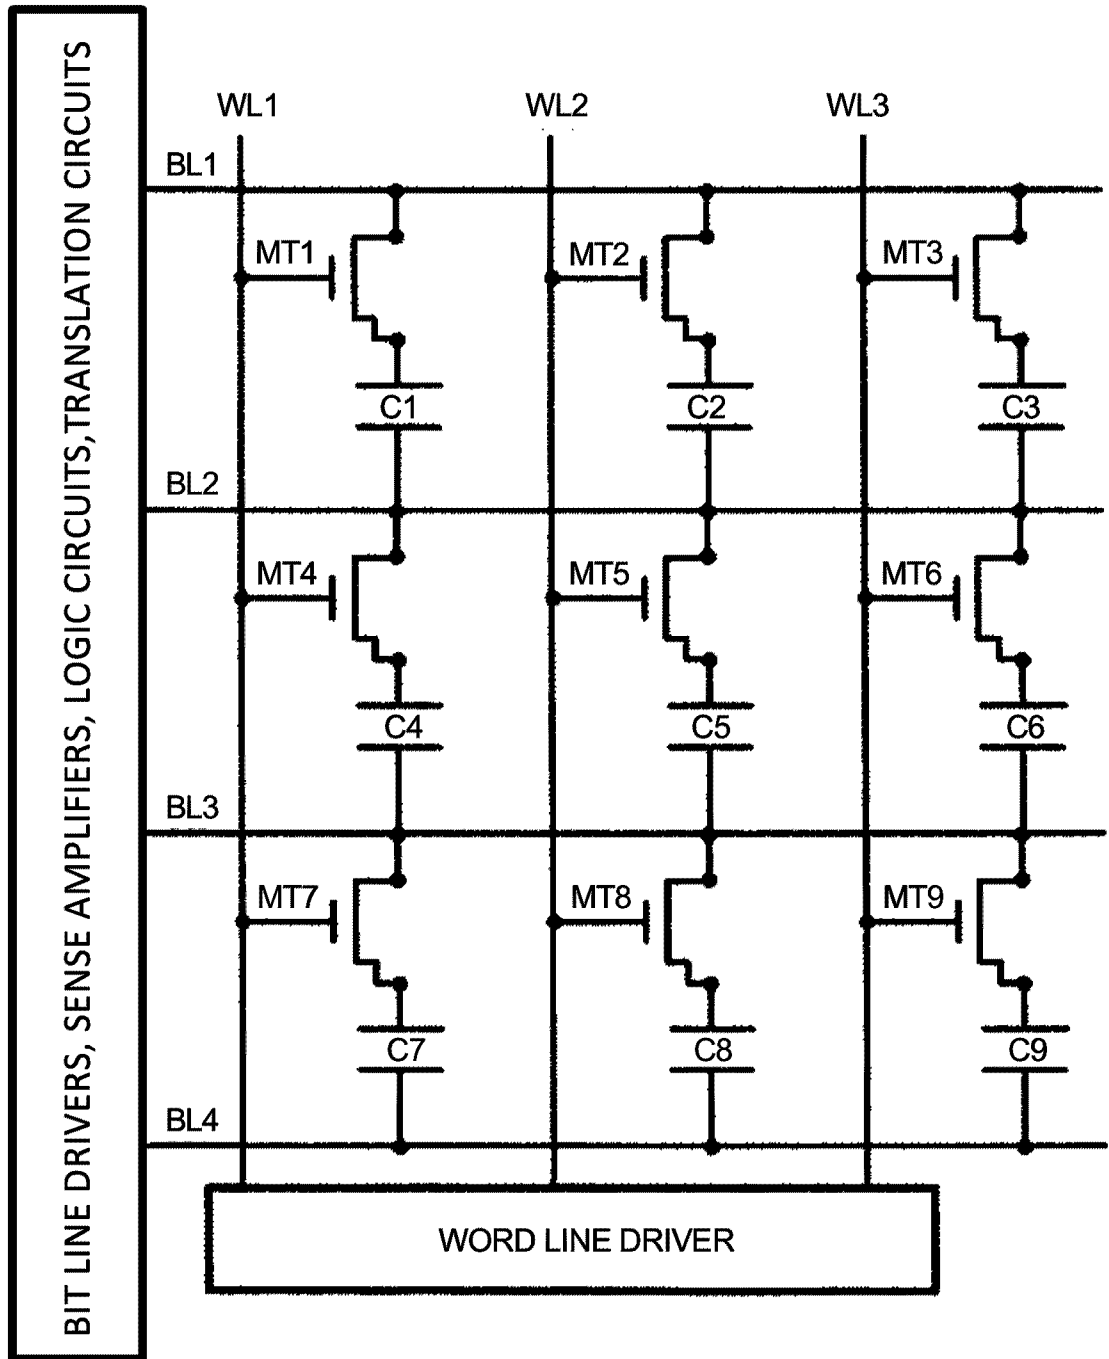 BIT LINE DRIVERS, SENSE AMPLIFIERS, LOGIC CIRCUITS,TRANSLATION CIRCUITS
WL1 WL2 WL3
BL1
MT1 MT2 MT3
C1 C2 C3
BL2
MT4 MT5 MT6
C4 C5 C6
BL3
MT7 MT8 MT9
C7 C8 C9
BL4
WORD LINE DRIVER